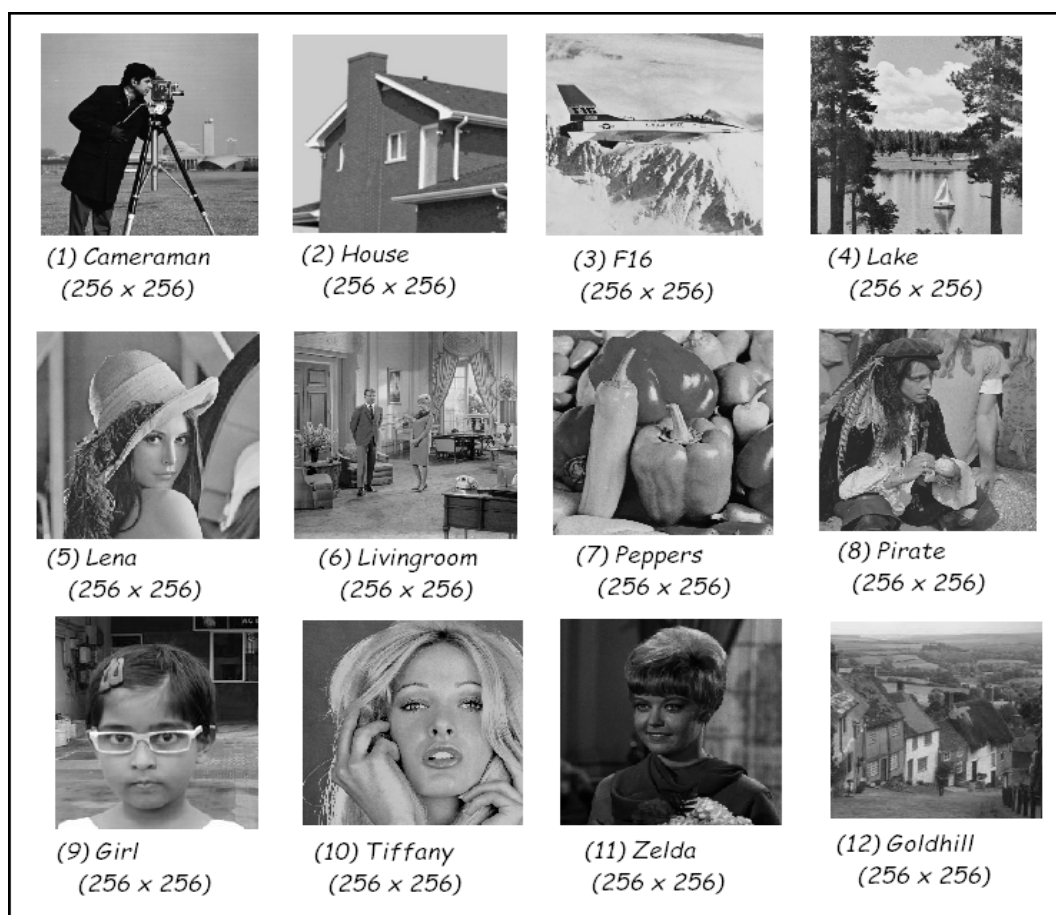 (1) Cameraman
(256 x 256)
(2) House
(256 x 256)
F16
(3) F16
(256 x 256)
(4) Lake
(256 x 256)
(5) Lena
(256 x 256)
(6) Livingroom
(256 x 256)
(7) Peppers
(256 x 256)
(8) Pirate
(256 x 256)
(9) Girl
(256 x 256)
(10) Tiffany
(256 x 256)
(11) Zelda
(256 x 256)
(12) Goldhill
(256 x 256)